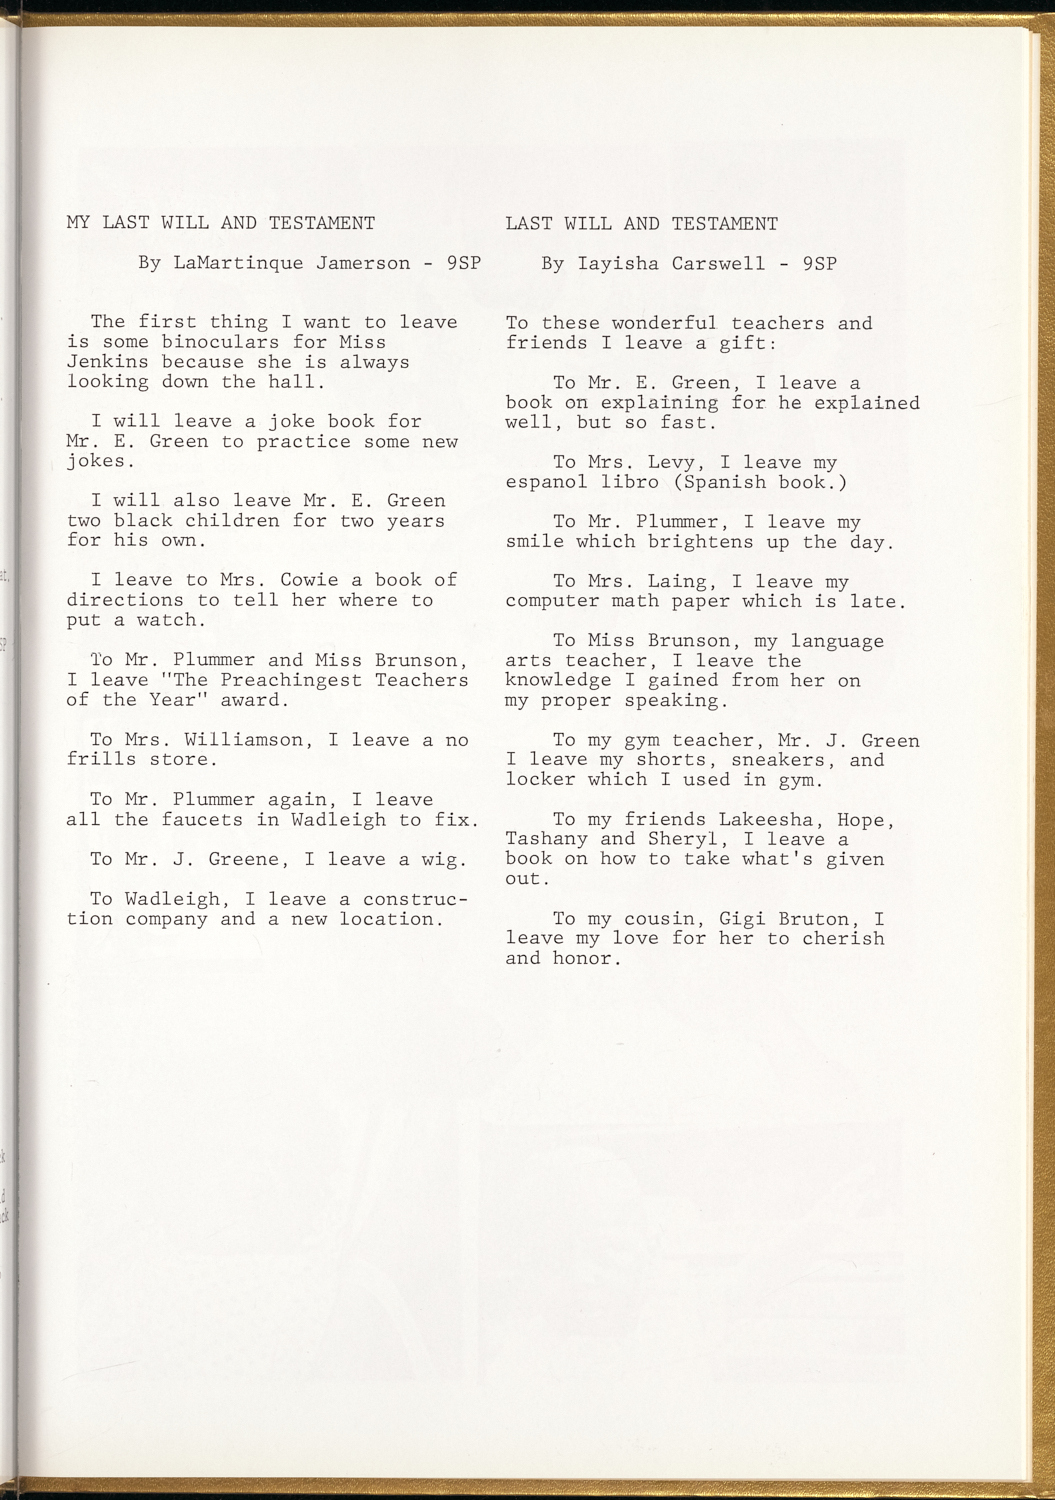 MY LAST WILL AND TESTAMENT
By LaMartinque Jamerson - 9SP
The first thing I want to leave
is some binoculars for Miss
Jenkins because she is always
looking down the hall.
I will leave a joke book for
Mr. E. Green to practice some new
jokes.
I will also leave Mr. E. Green
two black children for two years
for his own.
I leave to Mrs. Cowie a book of
directions to tell her where to
put a watch.
To Mr. Plummer and Miss Brunson,
I leave "The Preachingest Teachers
of the Year" award.
To Mrs. Williamson, I leave a no
frills store.
To Mr. Plummer again, I leave
all the faucets in Wadleigh to fix.
To Mr. J. Greene, I leave a wig.
To Wadleigh, I leave a construc-
tion company and a new location.
LAST WILL AND TESTAMENT
By Iayisha Carswell - 9SP
To these wonderful teachers and
friends I leave a gift:
To Mr. E. Green, I leave a
book on explaining for he explained
well, but so fast.
To Mrs. Levy, I leave my
espanol libro (Spanish book.)
To Mr. Plummer, I leave my
smile which brightens up the day.
To Mrs. Laing, I leave my
computer math paper which is late.
To Miss Brunson, my language
arts teacher, I leave the
knowledge I gained from her on
my proper speaking.
To my gym teacher, Mr. J. Green
I leave my shorts, sneakers, and
locker which I used in gym.
To my friends Lakeesha, Hope,
Tashany and Sheryl, I leave a
book on how to take what's given
out.
To my cousin, Gigi Bruton, I
leave my love for her to cherish
and honor.